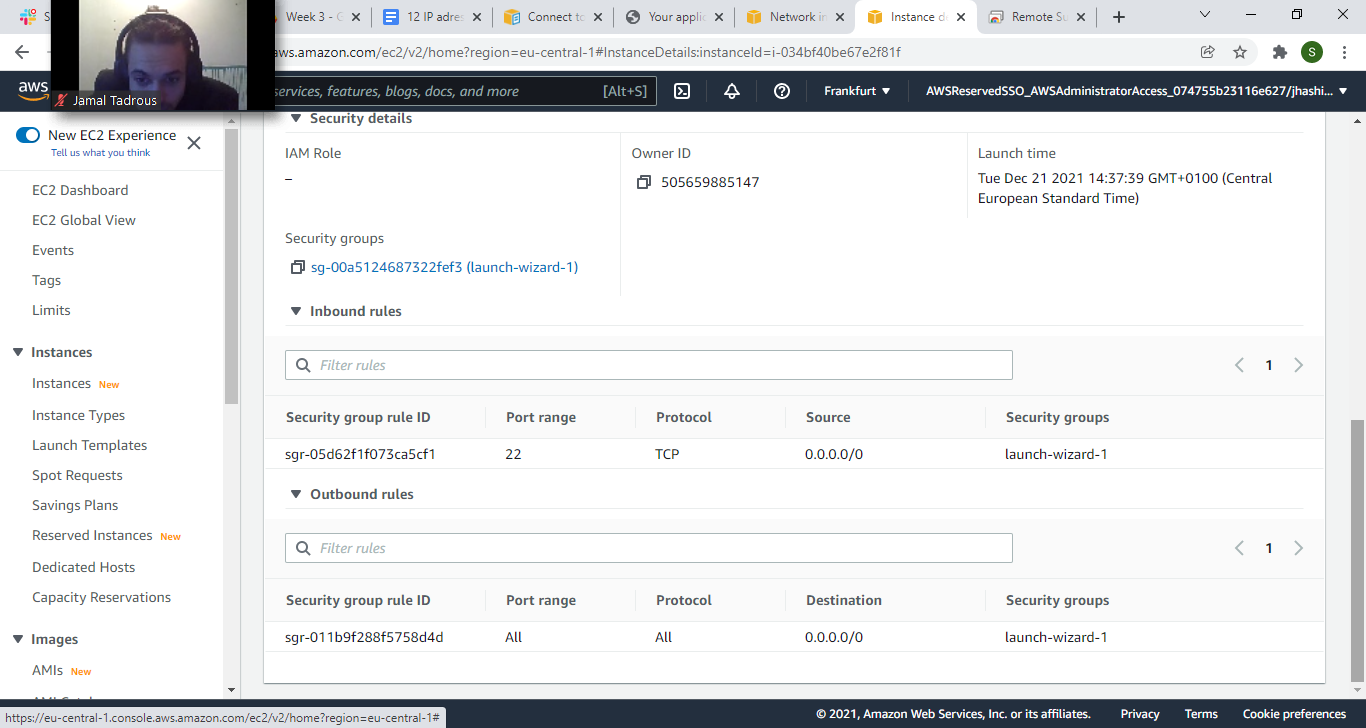 Week 3 - G
12 IP adres
Connect to
Your applic
Network in
Instance de
Remote Su
aws.amazon.com/ec2/v2/home?region=eu-central-1#InstanceDetails:instanceId=i-034bf40be67e2f81f
S
Jamal Tadrous
aws
services, features, blogs, docs, and more
[Alt+S]
Frankfurt
AWSReservedSSO_AWSAdministratorAccess_074755b23116e627/jhashi...
New EC2 Experience
Tell us what you think
EC2 Dashboard
EC2 Global View
Events
Tags
Limits
Instances
Instances New
Instance Types
Launch Templates
Spot Requests
Savings Plans
Reserved Instances New
Dedicated Hosts
Capacity Reservations
Images
AMIs New
Security details
IAM Role
–
Owner ID
505659885147
Launch time
Tue Dec 21 2021 14:37:39 GMT+0100 (Central
European Standard Time)
Security groups
sg-00a5124687322fef3 (launch-wizard-1)
Inbound rules
Filter rules
1
Security group rule ID Port range Protocol Source Security groups
sgr-05d62f1f073ca5cf1 22 TCP 0.0.0.0/0 launch-wizard-1
Outbound rules
Filter rules
1
Security group rule ID Port range Protocol Destination Security groups
sgr-011b9f288f5758d4d All All 0.0.0.0/0 launch-wizard-1
https://eu-central-1.console.aws.amazon.com/ec2/v2/home?region=eu-central-1#
© 2021, Amazon Web Services, Inc. or its affiliates. Privacy Terms Cookie preferences